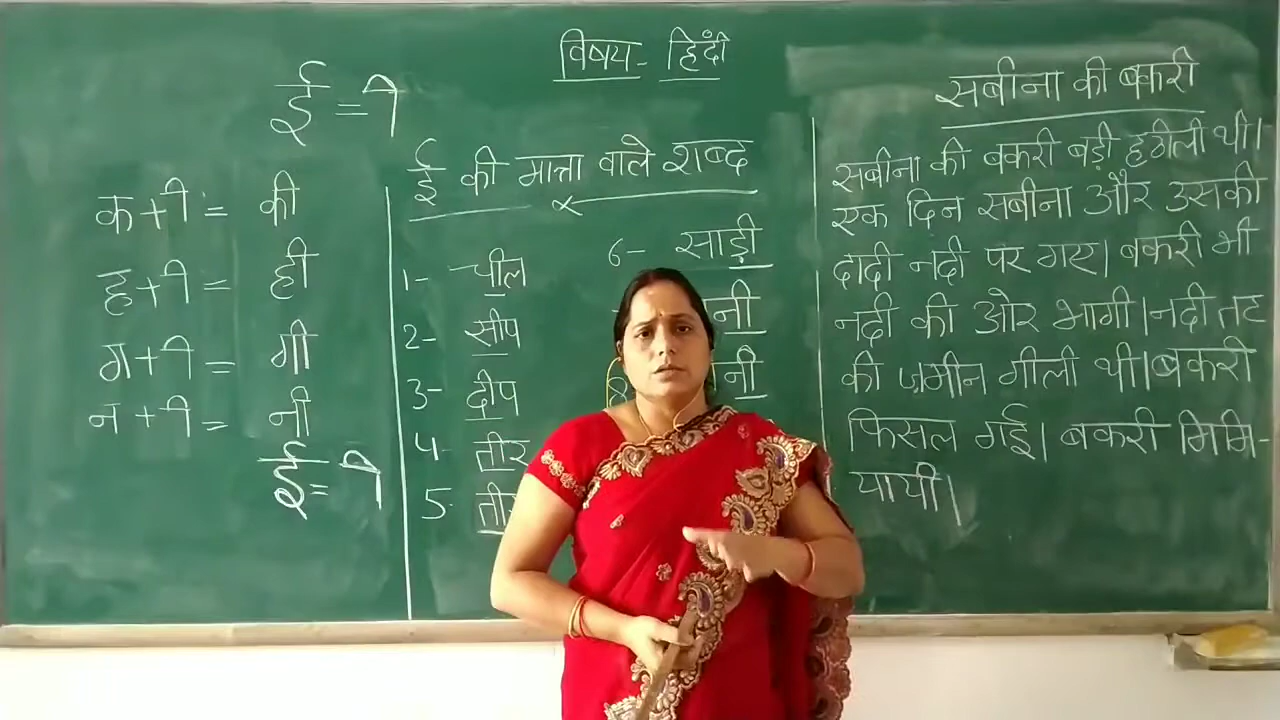 विषय - हिंदी
ई = ी
क + ी = की
ह + ी = ही
ग + ी = गी
न + ी = नी
ई = ी
ई की मात्रा वाले शब्द
1- चील
2- सीप
3- दीप
4- तीर
5-
6- साड़ी
नी
नी
सबीना की बकरी
सबीना की बकरी बड़ी हठीली थी।
एक दिन सबीना और उसकी
दादी नदी पर गए। बकरी भी
नदी की ओर भागी। नदी तट
की ज़मीन गीली थी। बकरी
फिसल गई। बकरी मिमि-
यायी।